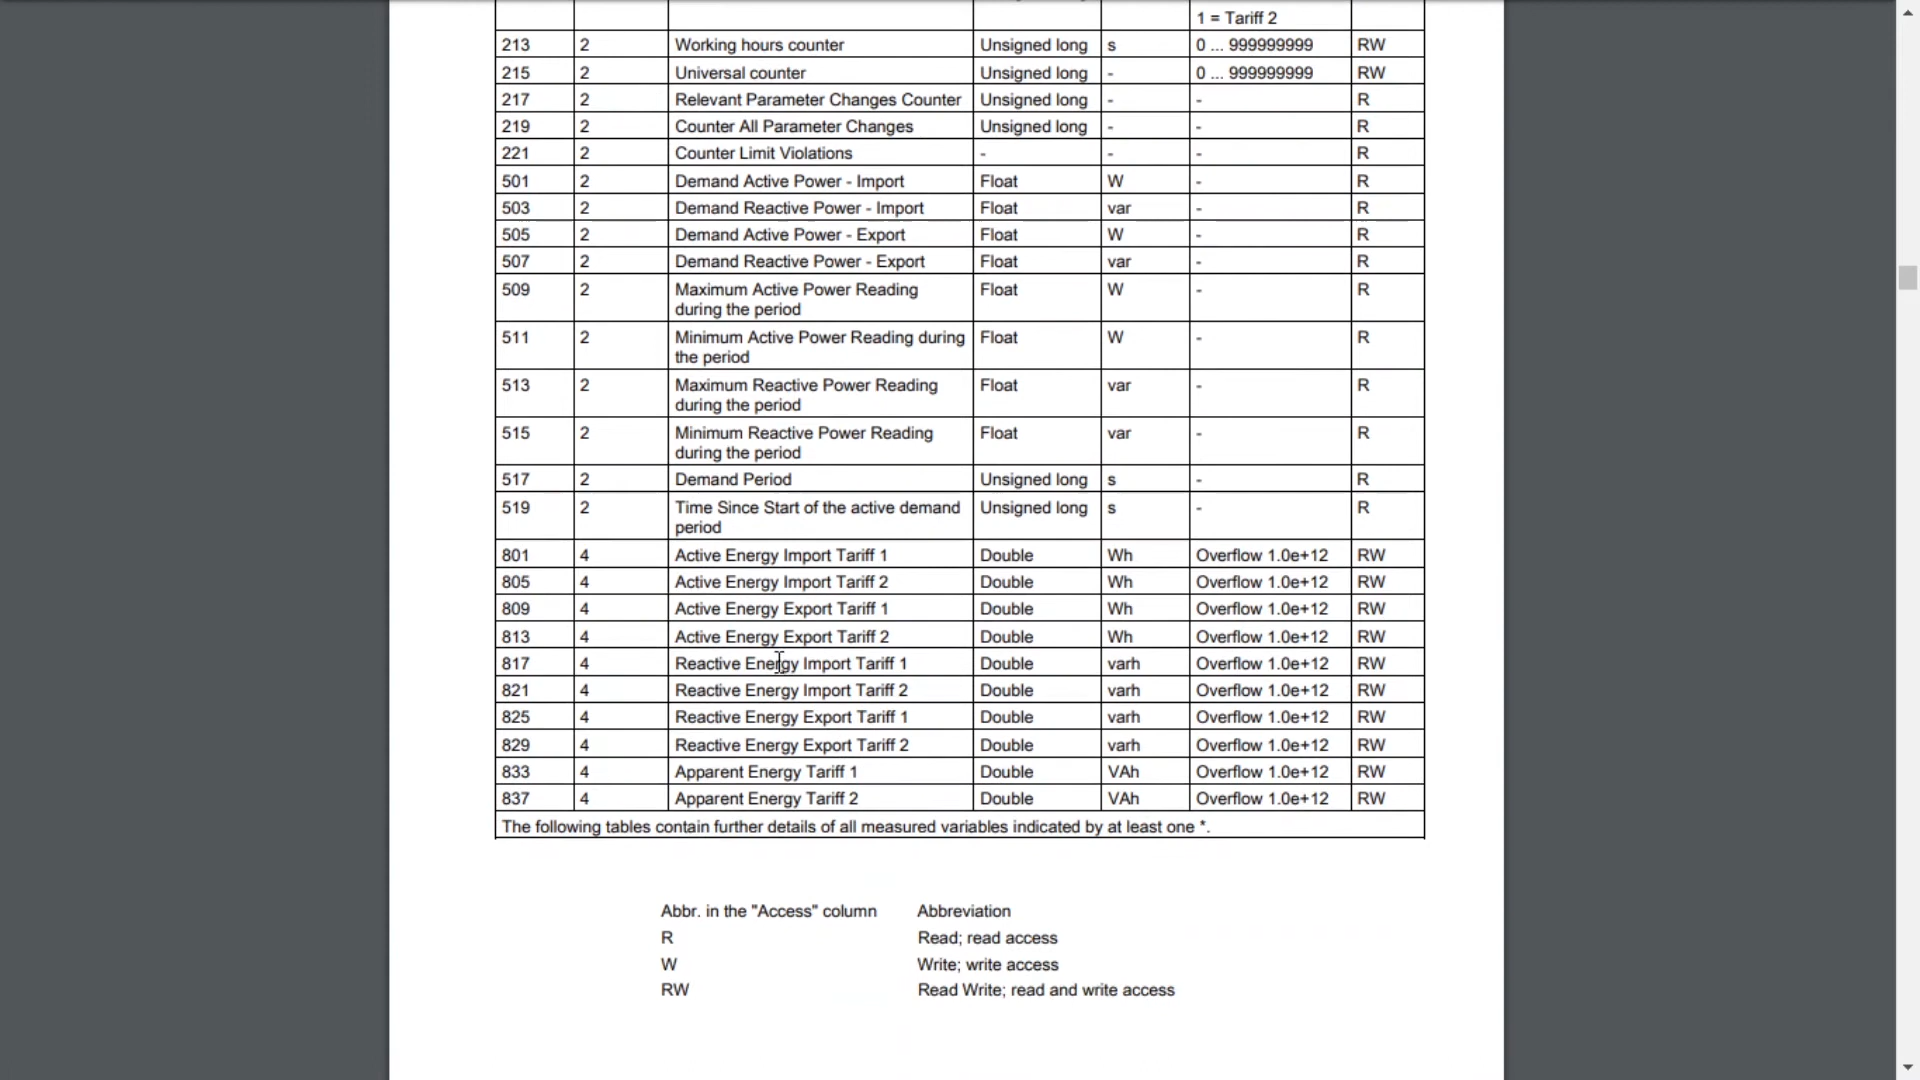 1 = Tariff 2
213 2 Working hours counter Unsigned long s 0 ... 999999999 RW
215 2 Universal counter Unsigned long - 0 ... 999999999 RW
217 2 Relevant Parameter Changes Counter Unsigned long - - R
219 2 Counter All Parameter Changes Unsigned long - - R
221 2 Counter Limit Violations - - - R
501 2 Demand Active Power - Import Float W - R
503 2 Demand Reactive Power - Import Float var - R
505 2 Demand Active Power - Export Float W - R
507 2 Demand Reactive Power - Export Float var - R
509 2 Maximum Active Power Reading Float W - R
during the period
511 2 Minimum Active Power Reading during Float W - R
the period
513 2 Maximum Reactive Power Reading Float var - R
during the period
515 2 Minimum Reactive Power Reading Float var - R
during the period
517 2 Demand Period Unsigned long s - R
519 2 Time Since Start of the active demand Unsigned long s - R
period
801 4 Active Energy Import Tariff 1 Double Wh Overflow 1.0e+12 RW
805 4 Active Energy Import Tariff 2 Double Wh Overflow 1.0e+12 RW
809 4 Active Energy Export Tariff 1 Double Wh Overflow 1.0e+12 RW
813 4 Active Energy Export Tariff 2 Double Wh Overflow 1.0e+12 RW
817 4 Reactive Energy Import Tariff 1 Double varh Overflow 1.0e+12 RW
821 4 Reactive Energy Import Tariff 2 Double varh Overflow 1.0e+12 RW
825 4 Reactive Energy Export Tariff 1 Double varh Overflow 1.0e+12 RW
829 4 Reactive Energy Export Tariff 2 Double varh Overflow 1.0e+12 RW
833 4 Apparent Energy Tariff 1 Double VAh Overflow 1.0e+12 RW
837 4 Apparent Energy Tariff 2 Double VAh Overflow 1.0e+12 RW
The following tables contain further details of all measured variables indicated by at least one *.
Abbr. in the "Access" column Abbreviation
R Read; read access
W Write; write access
RW Read Write; read and write access